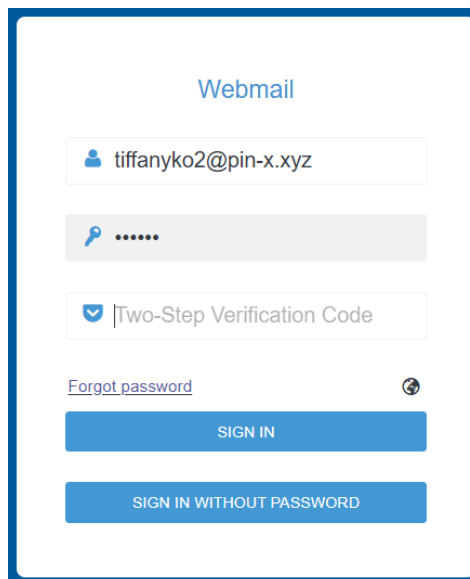 Webmail
tiffanyko2@pin-x.xyz
••••••
Two-Step Verification Code
Forgot password
SIGN IN
SIGN IN WITHOUT PASSWORD